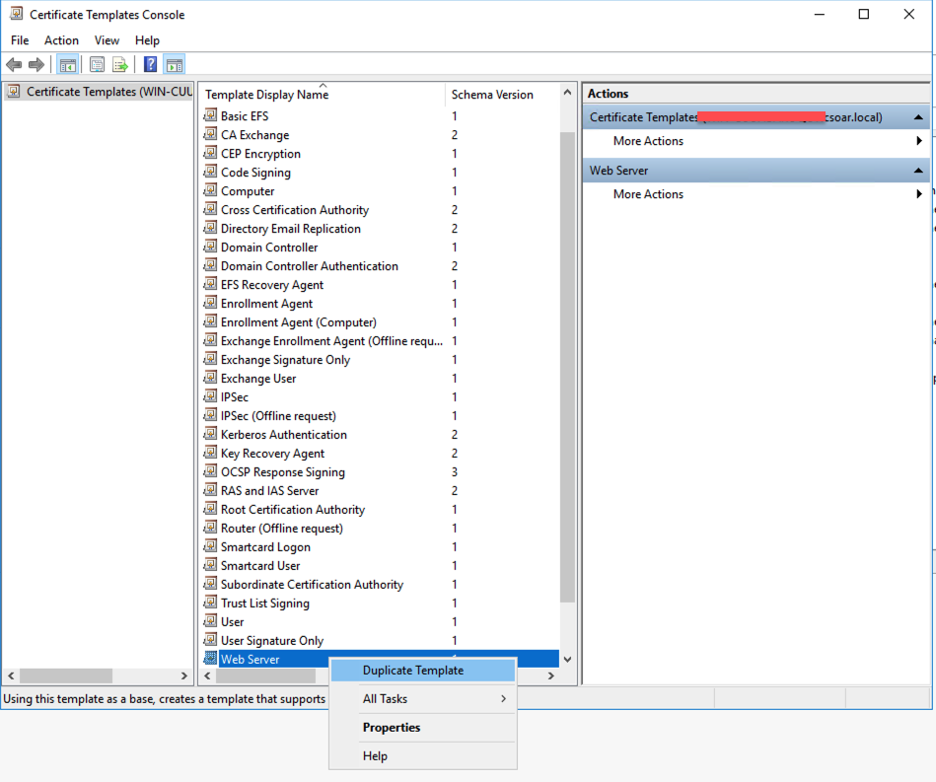 Certificate Templates Console
File Action View Help
Certificate Templates (WIN-CUU
Template Display Name Schema Version
Basic EFS 1
CA Exchange 2
CEP Encryption 1
Code Signing 1
Computer 1
Cross Certification Authority 2
Directory Email Replication 2
Domain Controller 1
Domain Controller Authentication 2
EFS Recovery Agent 1
Enrollment Agent 1
Enrollment Agent (Computer) 1
Exchange Enrollment Agent (Offline requ... 1
Exchange Signature Only 1
Exchange User 1
IPSec 1
IPSec (Offline request) 1
Kerberos Authentication 2
Key Recovery Agent 2
OCSP Response Signing 3
RAS and IAS Server 2
Root Certification Authority 1
Router (Offline request) 1
Smartcard Logon 1
Smartcard User 1
Subordinate Certification Authority 1
Trust List Signing 1
User 1
User Signature Only 1
Web Server
Duplicate Template
All Tasks
Properties
Help
Actions
Certificate Templates csoar.local)
More Actions
Web Server
More Actions
Using this template as a base, creates a template that supports